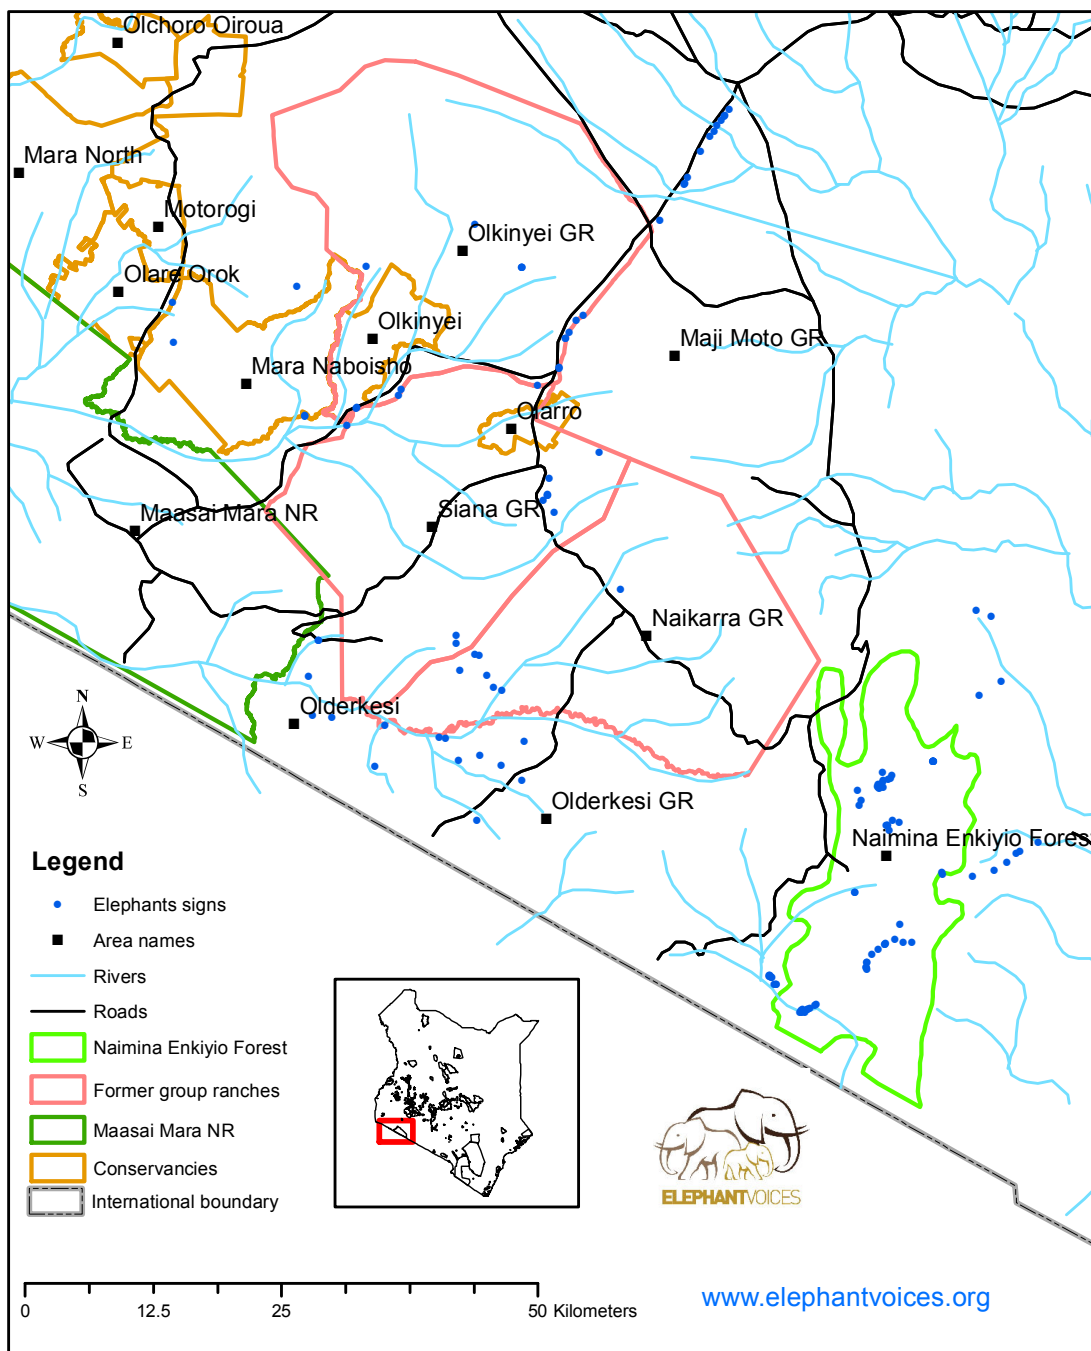 Olchoro Oiroua
Mara North
Motorogi
Olkinyei GR
Olare Orok
Olkinyei
Maji Moto GR
Mara Naboisho
Olarro
Maasai Mara NR
Siana GR
Naikarra GR
N
W
E
S
Olderkesi
Olderkesi GR
Naimina Enkiyio Fores
Legend
Elephants signs
Area names
Rivers
Roads
Naimina Enkiyio Forest
Former group ranches
Maasai Mara NR
Conservancies
International boundary
ELEPHANTVOICES
0 12.5 25 50 Kilometers
www.elephantvoices.org